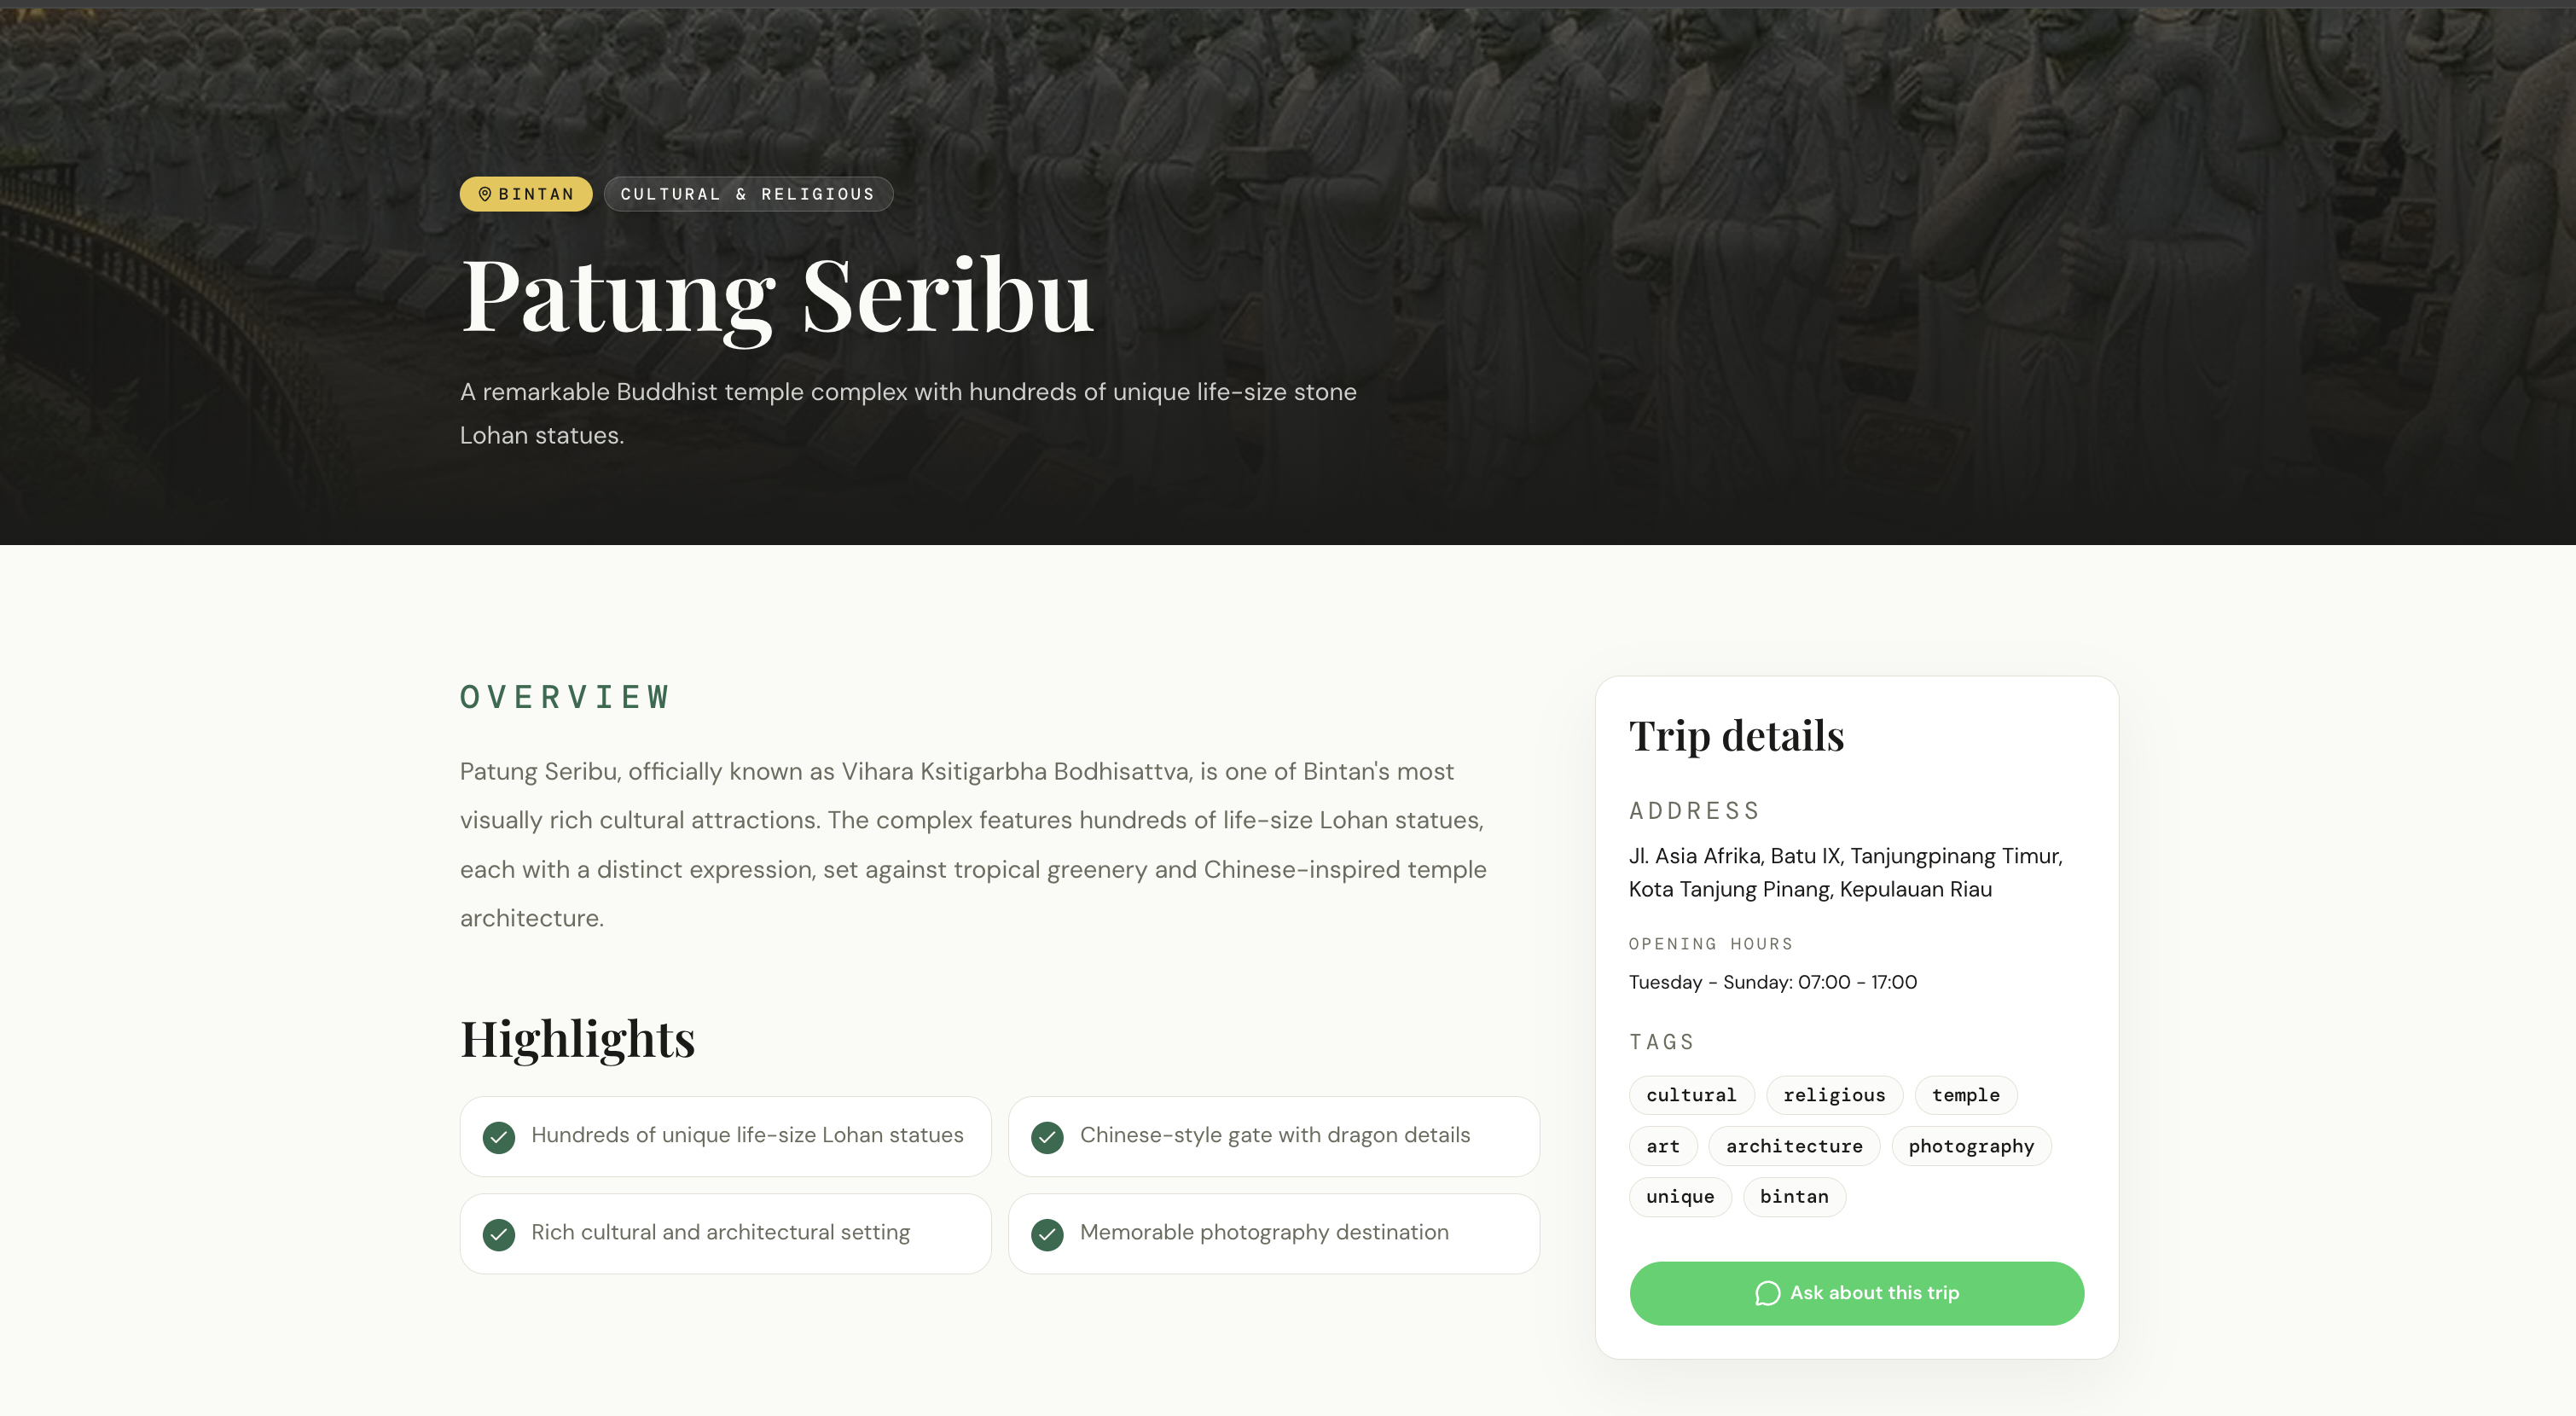 BINTAN
CULTURAL & RELIGIOUS
Patung Seribu
A remarkable Buddhist temple complex with hundreds of unique life-size stone
Lohan statues.
OVERVIEW
Patung Seribu, officially known as Vihara Ksitigarbha Bodhisattva, is one of Bintan's most
visually rich cultural attractions. The complex features hundreds of life-size Lohan statues,
each with a distinct expression, set against tropical greenery and Chinese-inspired temple
architecture.
Highlights
Hundreds of unique life-size Lohan statues
Chinese-style gate with dragon details
Rich cultural and architectural setting
Memorable photography destination
Trip details
ADDRESS
Jl. Asia Afrika, Batu IX, Tanjungpinang Timur,
Kota Tanjung Pinang, Kepulauan Riau
OPENING HOURS
Tuesday - Sunday: 07:00 - 17:00
TAGS
cultural
religious
temple
art
architecture
photography
unique
bintan
Ask about this trip